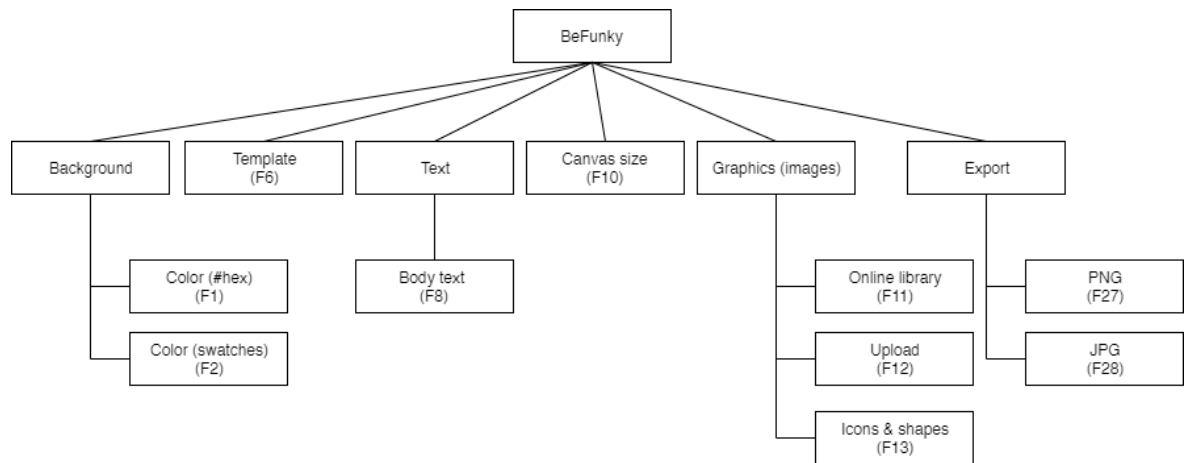 BeFunky
Background
Template
(F6)
Text
Canvas size
(F10)
Graphics (images)
Export
Color (#hex)
(F1)
Body text
(F8)
Online library
(F11)
PNG
(F27)
Color (swatches)
(F2)
Upload
(F12)
JPG
(F28)
Icons & shapes
(F13)